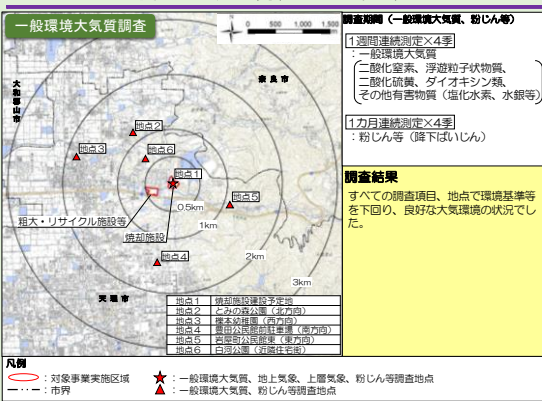 一般環境大気質調査
0 500 1,000 1,500
m
N
奈良市
大和郡山市
地点2
地点3
地点6
地点1
地点5
0.5km
粗大・リサイクル施設等
1km
焼却施設
地点4
2km
3km
天理市
地点1 焼却施設建設予定地
地点2 とみの森公園（北方向）
地点3 櫟本幼稚園（西方向）
地点4 豊田公民館前駐車場（南方向）
地点5 岩屋町公民館東（東方向）
地点6 白河公園（近隣住宅街）
調査期間（一般環境大気質、粉じん等）
1週間連続測定×4季
：一般環境大気質
二酸化窒素、浮遊粒子状物質、
二酸化硫黄、ダイオキシン類、
その他有害物質（塩化水素、水銀等）
1カ月連続測定×4季
：粉じん等（降下ばいじん）
調査結果
すべての調査項目、地点で環境基準等
を下回り、良好な大気環境の状況でし
た。
凡例
：対象事業実施区域
：一般環境大気質、地上気象、上層気象、粉じん等調査地点
：市界
：一般環境大気質、粉じん等調査地点